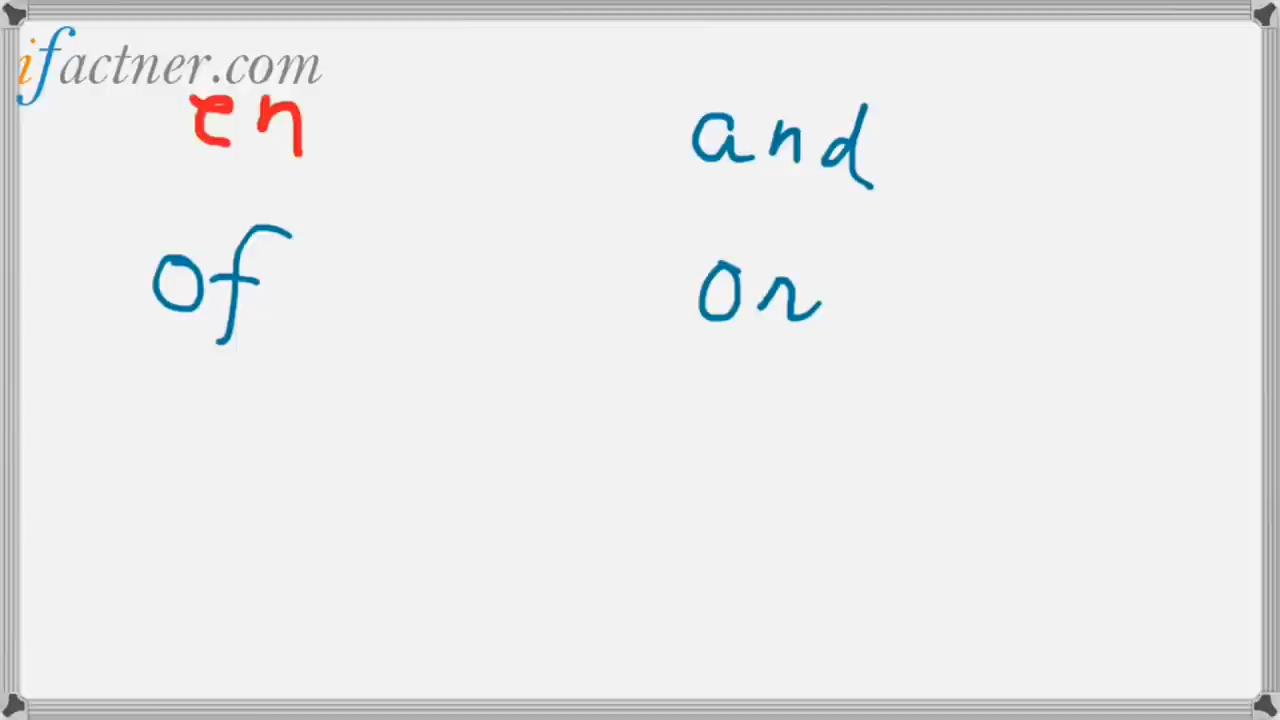 ifactner.com
en and
of or